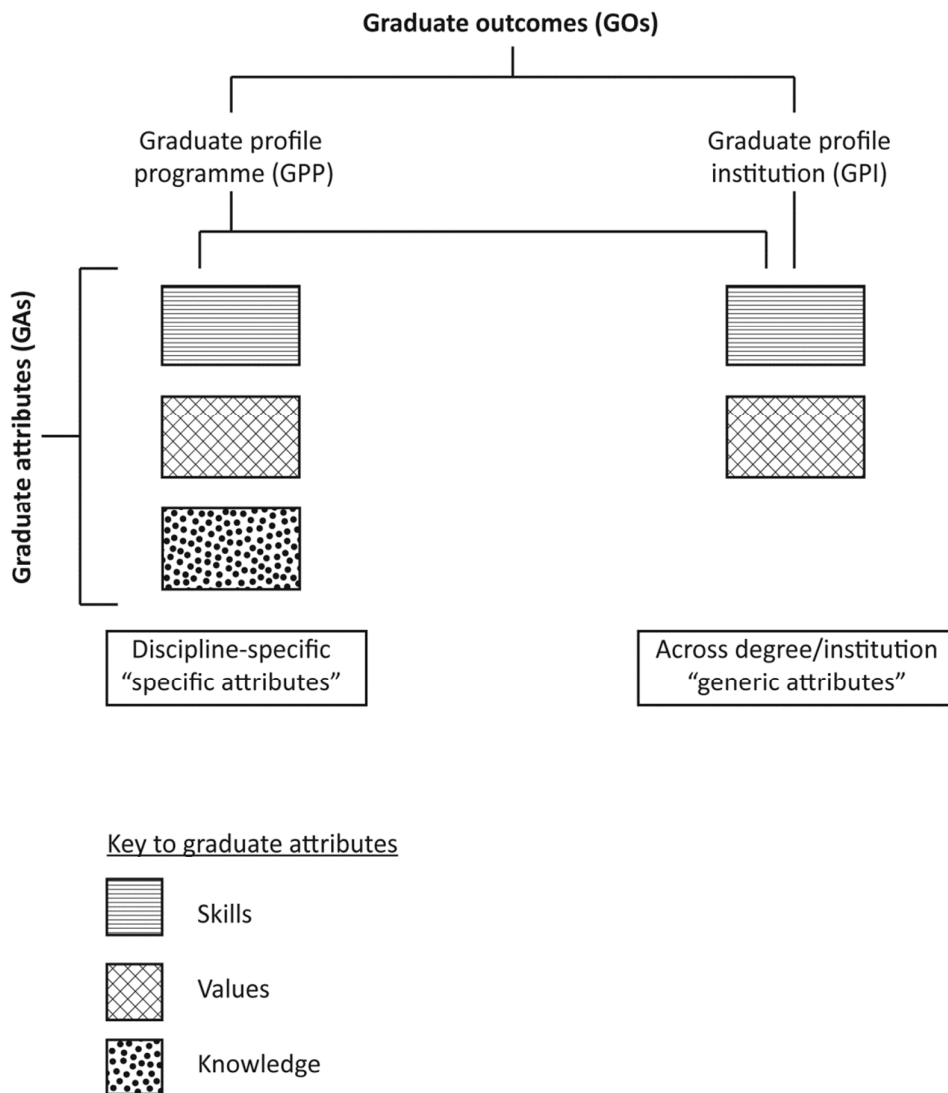 Graduate outcomes (GOs)
Graduate profile
programme (GPP)
Graduate profile
institution (GPI)
Graduate attributes (GAs)
Discipline-specific
“specific attributes”
Across degree/institution
“generic attributes”
Key to graduate attributes
Skills
Values
Knowledge